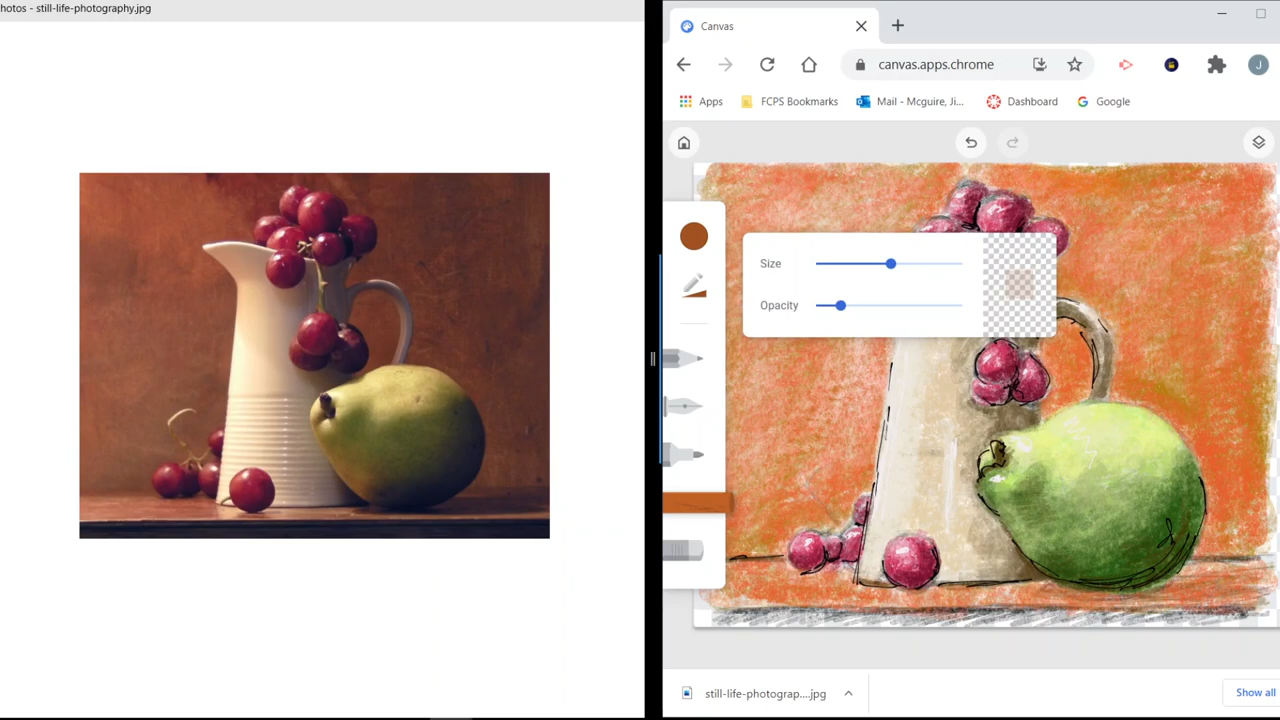 hotos - still-life-photography.jpg
Canvas
canvas.apps.chrome
J
Apps
FCPS Bookmarks
Mail - Mcguire, Ji...
Dashboard
Google
Size
Opacity
still-life-photograp....jpg
Show all